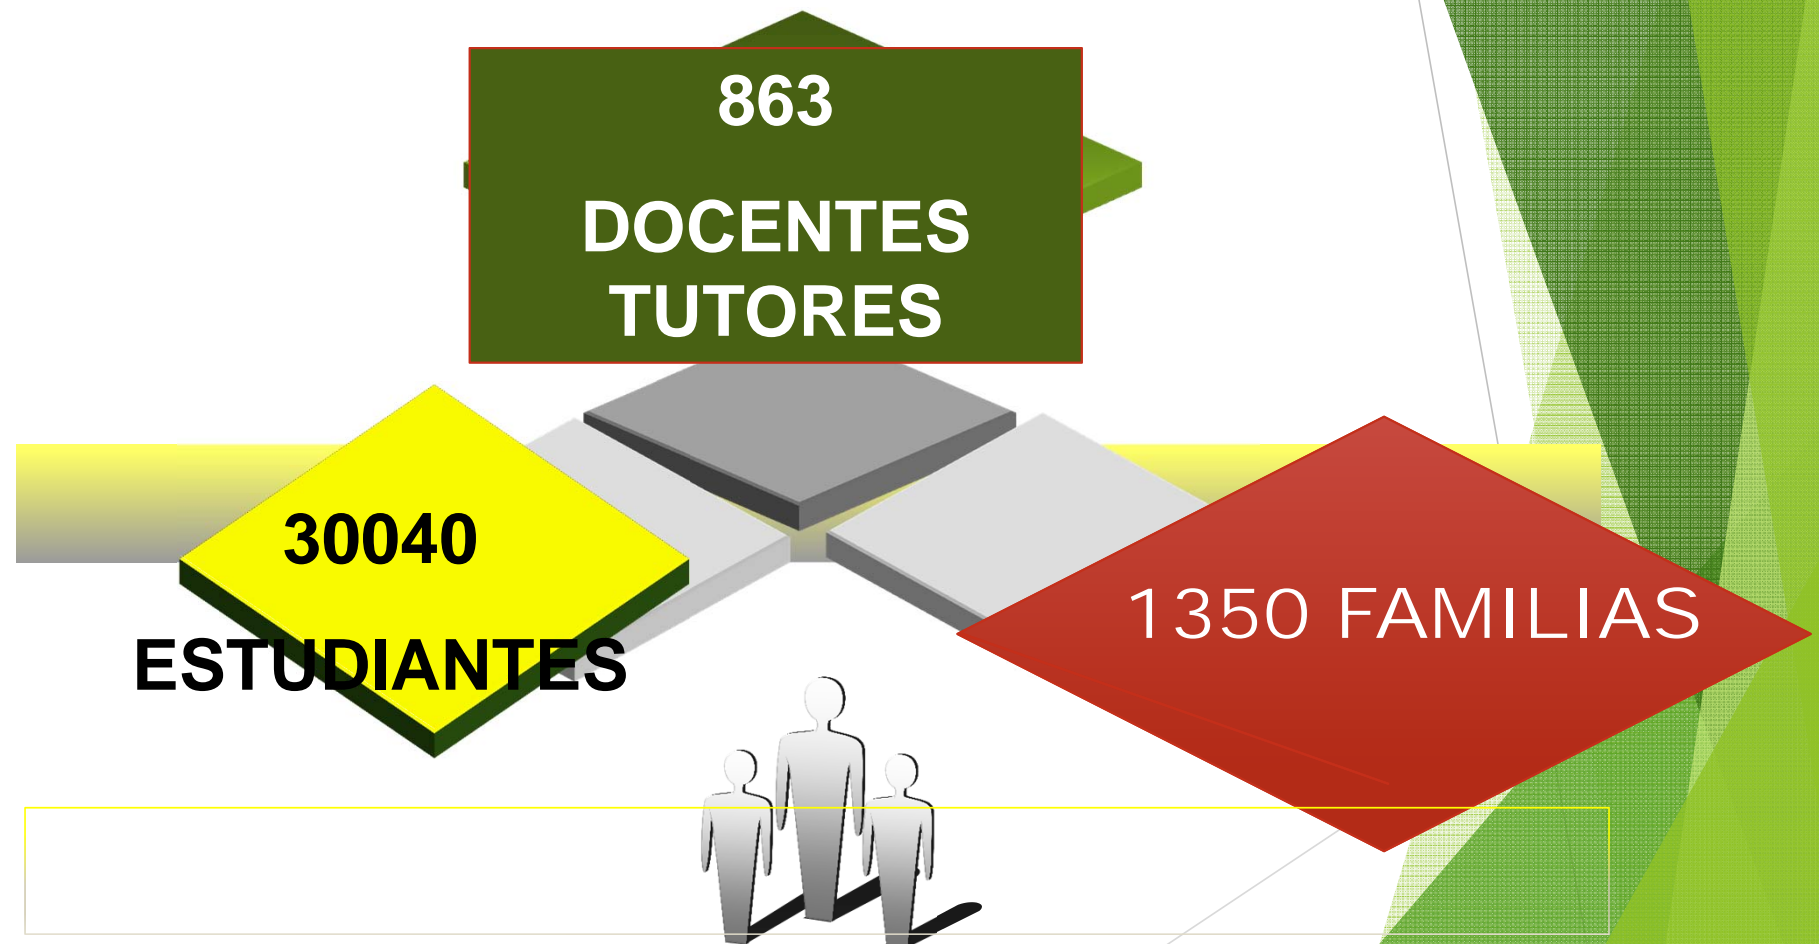 863
DOCENTES
TUTORES
30040
ESTUDIANTES
1350 FAMILIAS